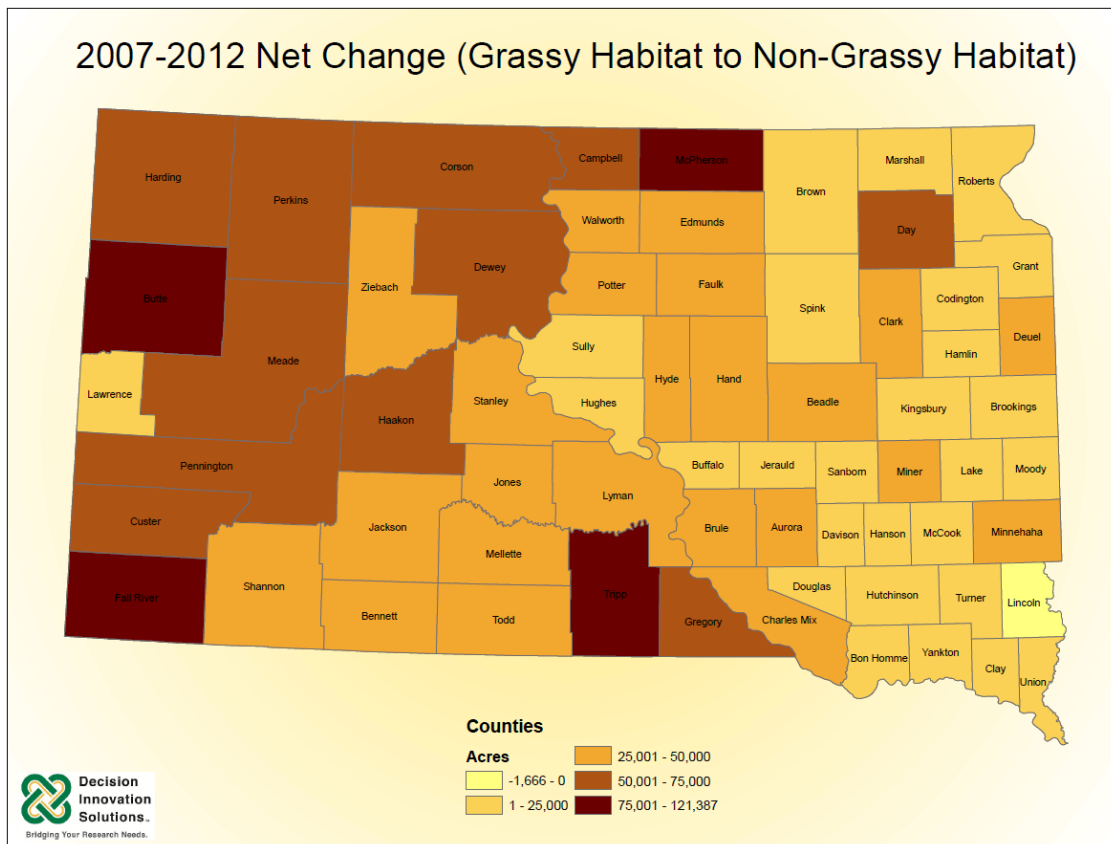 2007-2012 Net Change (Grassy Habitat to Non-Grassy Habitat)
Harding
Perkins
Corson
Campbell
McPherson
Brown
Marshall
Roberts
Walworth
Edmunds
Day
Dewey
Ziebach
Butte
Potter
Faulk
Spink
Grant
Codington
Clark
Deuel
Hamlin
Meade
Sully
Lawrence
Hyde
Hand
Stanley
Hughes
Beadle
Kingsbury
Brookings
Haakon
Pennington
Buffalo
Jerauld
Sanborn
Miner
Lake
Moody
Jones
Lyman
Custer
Jackson
Brule
Aurora
Davison
Hanson
McCook
Minnehaha
Mellette
Fall River
Shannon
Tripp
Douglas
Hutchinson
Turner
Lincoln
Bennett
Todd
Gregory
Charles Mix
Bon Homme
Yankton
Clay
Union
Counties
Acres
-1,666 - 0
1 - 25,000
25,001 - 50,000
50,001 - 75,000
75,001 - 121,387
Decision
Innovation
Solutions
Bridging Your Research Needs.